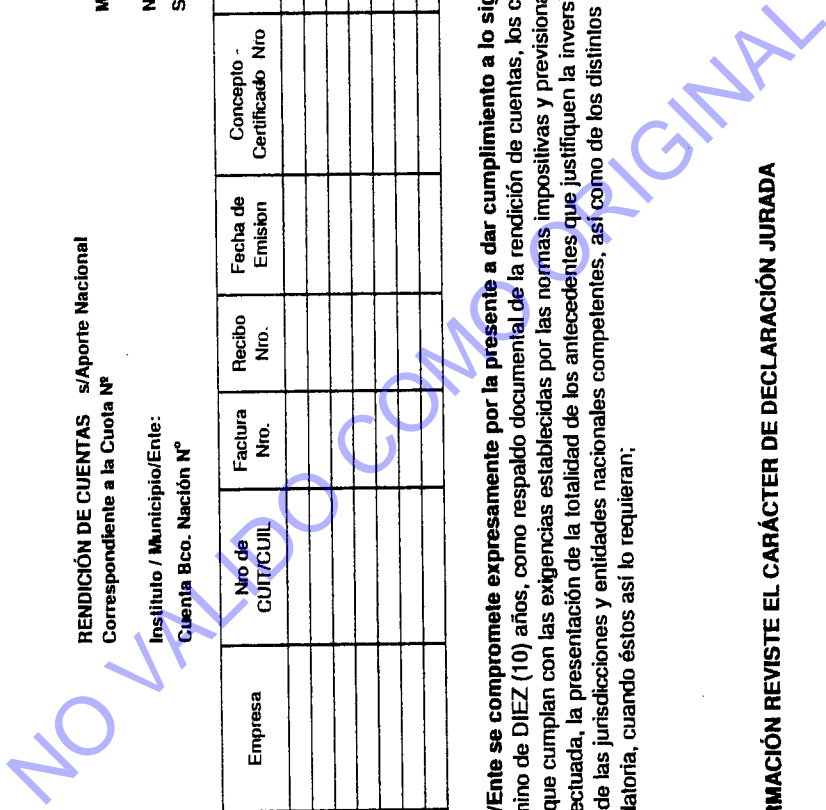 RENDICIÓN DE CUENTAS s/Aporte Nacional
Correspondiente a la Cuota Nº
M
Instituto / Municipio/Ente:
N
Cuenta Bco. Nación N°
S
Empresa
Nro de
CUIT/CUIL
Factura
Nro.
Recibo
Nro.
Fecha de
Emision
Concepto -
Certificado Nro
/Ente se compromete expresamente por la presente a dar cumplimiento a lo sig
mino de DIEZ (10) años, como respaldo documental de la rendición de cuentas, los c
que cumplan con las exigencias establecidas por las normas impositivas y previsiona
ectuada, la presentación de la totalidad de los antecedentes que justifiquen la invers
de las jurisdicciones y entidades nacionales competentes, así como de los distintos
latoria, cuando éstos así lo requieran;
RMACIÓN REVISTE EL CARÁCTER DE DECLARACIÓN JURADA
NO VALIDO COMO ORIGINAL